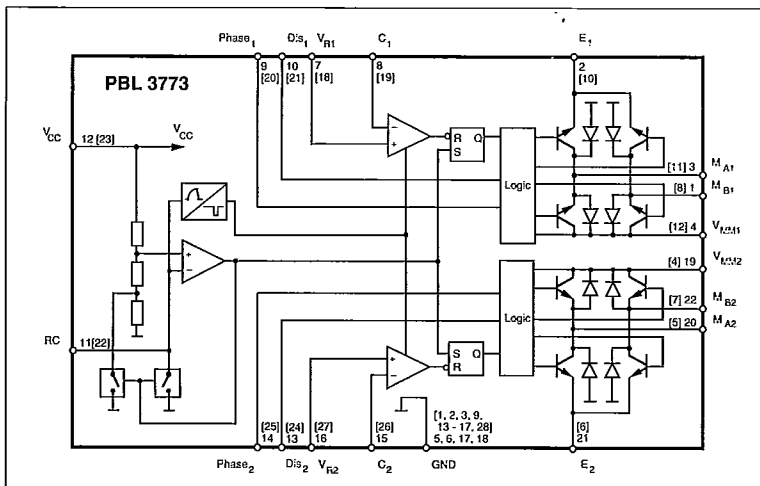 Phase1 Dis1 VR1 C1 E1
9 10 7 8 2
[20] [21] [18] [19] [10]
PBL 3773
VCC 12 [23] VCC
R Q
S
– +
Logic
[11] 3 MA1
[8] 1 MB1
[12] 4 VMM1
[4] 19 VMM2
+ –
[7] 22 MB2
Logic
[5] 20 MA2
RC 11[22]
S Q
R
+ –
[25] [24] [27] [26] [1, 2, 3, 9, [6]
14 13 16 15 13 - 17, 28] 21
5, 6, 17, 18
Phase2 Dis2 VR2 C2 GND E2